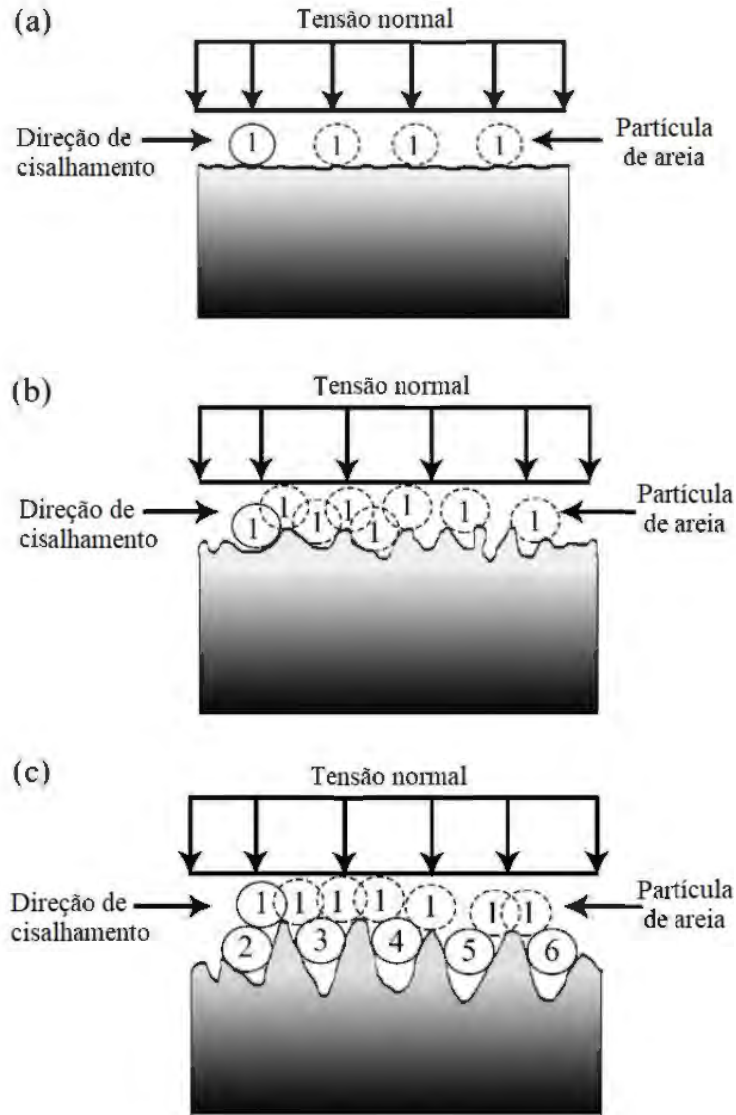 (a)
Tensão normal
Direção de
cisalhamento
1
1
1
1
Partícula
de areia
(b)
Tensão normal
Direção de
cisalhamento
1
1
1
1
1
1
1
1
Partícula
de areia
(c)
Tensão normal
Direção de
cisalhamento
1
1
1
1
1
1
1
2
3
4
5
6
Partícula
de areia